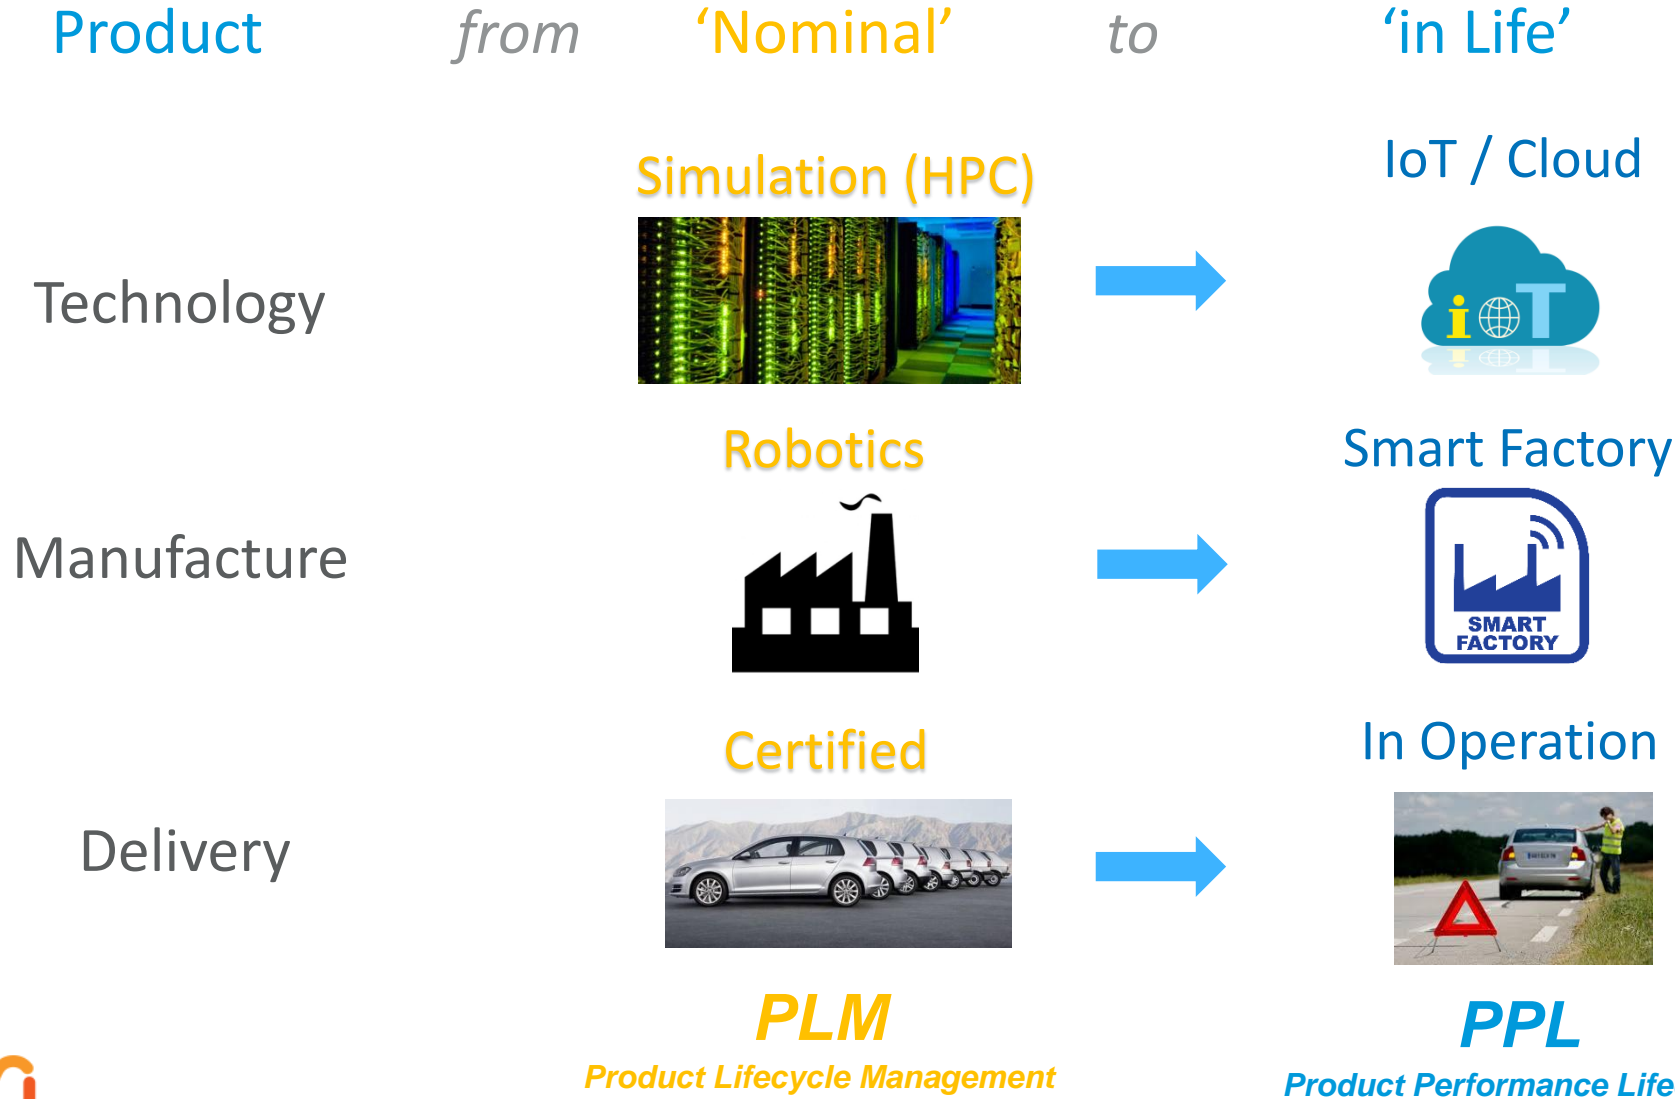 Product from ‘Nominal’ to ‘in Life’
Simulation (HPC)
IoT / Cloud
Technology
i T
Robotics
Smart Factory
Manufacture
SMART
FACTORY
Certified
In Operation
Delivery
PLM
Product Lifecycle Management
PPL
Product Performance Life